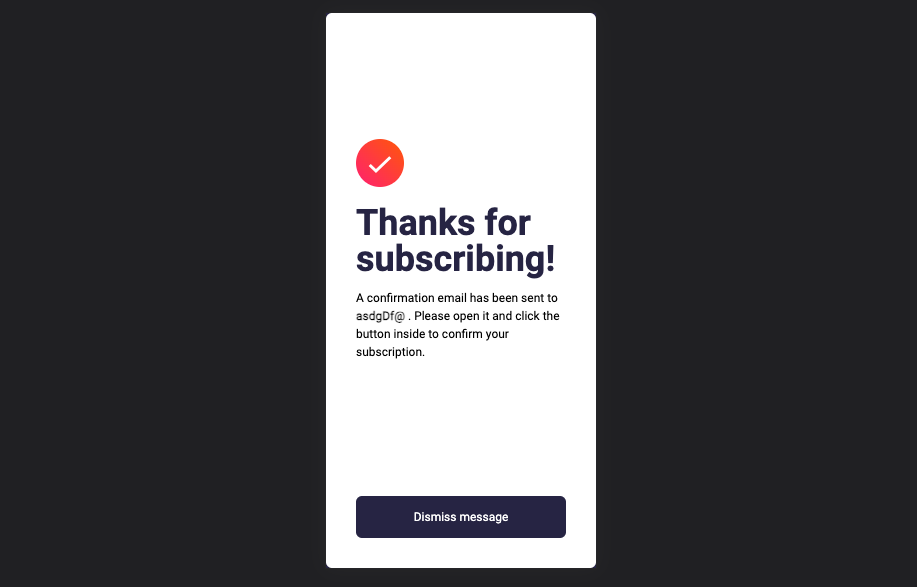 Thanks for
subscribing!
A confirmation email has been sent to
asdgDf@ . Please open it and click the
button inside to confirm your
subscription.
Dismiss message